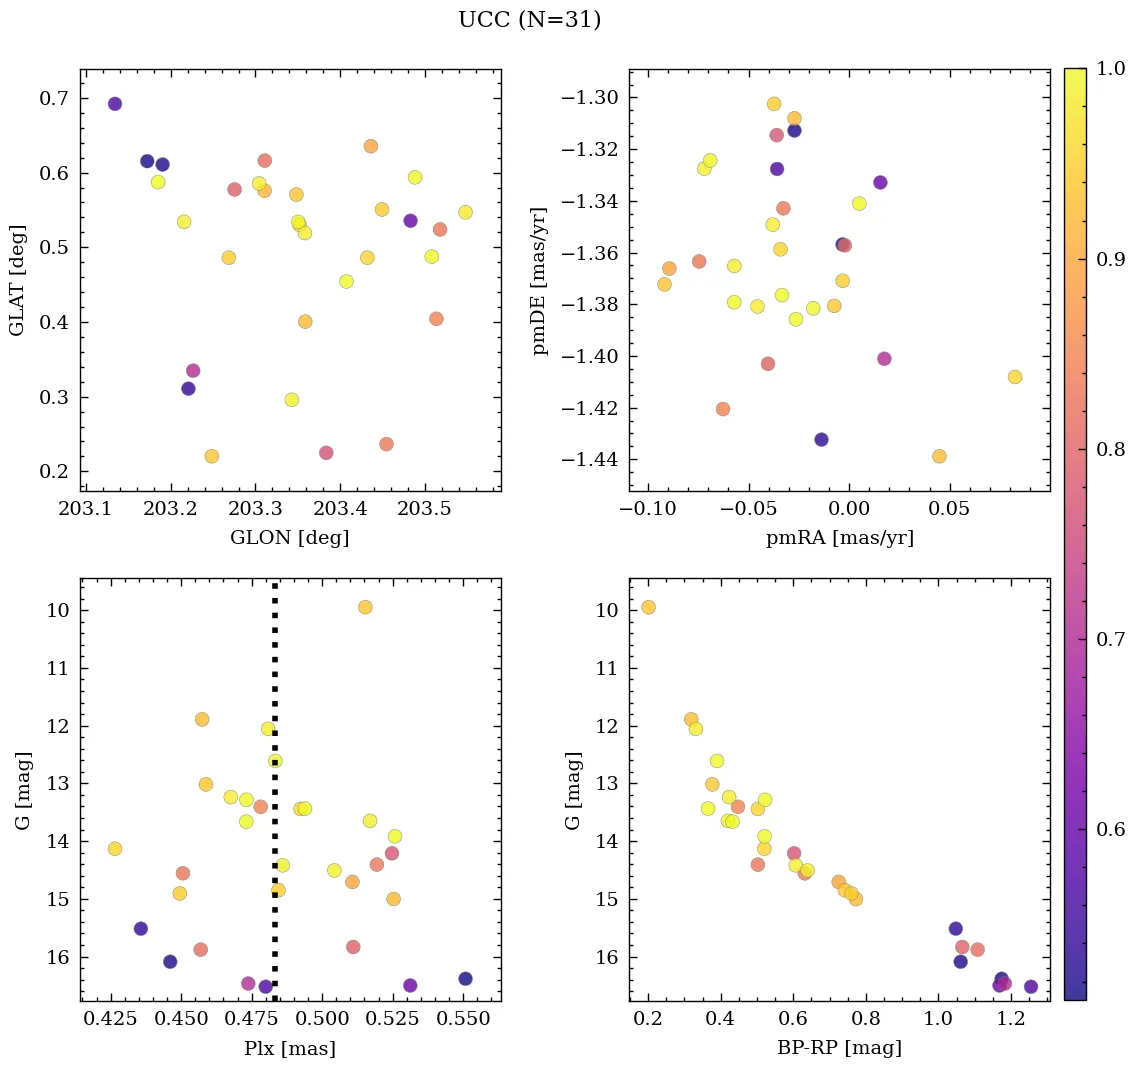 UCC (N=31)
0.7
0.6
0.5
0.4
0.3
0.2
GLAT [deg]
203.1 203.2 203.3 203.4 203.5
GLON [deg]
−1.30
−1.32
−1.34
−1.36
−1.38
−1.40
−1.42
−1.44
pmDE [mas/yr]
−0.10 −0.05 0.00 0.05
pmRA [mas/yr]
1.0
0.9
0.8
0.7
0.6
10
11
12
13
14
15
16
G [mag]
0.425 0.450 0.475 0.500 0.525 0.550
Plx [mas]
10
11
12
13
14
15
16
G [mag]
0.2 0.4 0.6 0.8 1.0 1.2
BP-RP [mag]